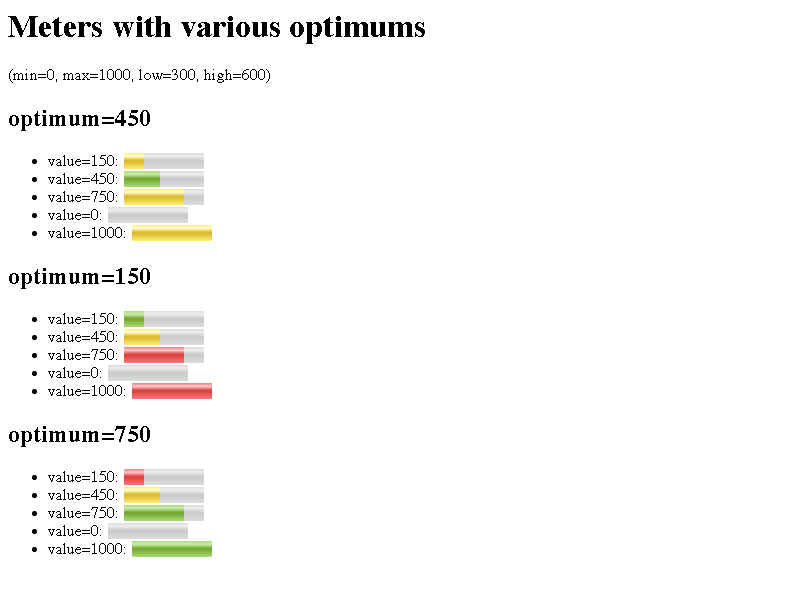 Meters with various optimums
(min=0, max=1000, low=300, high=600)
optimum=450
value=150:
value=450:
value=750:
value=0:
value=1000:
optimum=150
value=150:
value=450:
value=750:
value=0:
value=1000:
optimum=750
value=150:
value=450:
value=750:
value=0:
value=1000: